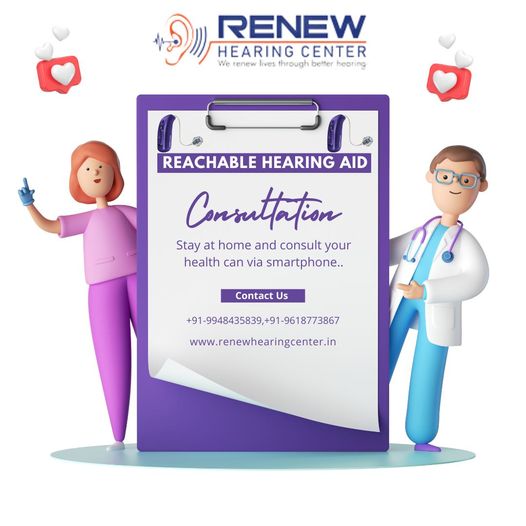 RENEW
HEARING CENTER
We renew lives through better hearing
REACHABLE HEARING AID
Consultation
Stay at home and consult your
health can via smartphone..
Contact Us
+91-9948435839,+91-9618773867
www.renewhearingcenter.in